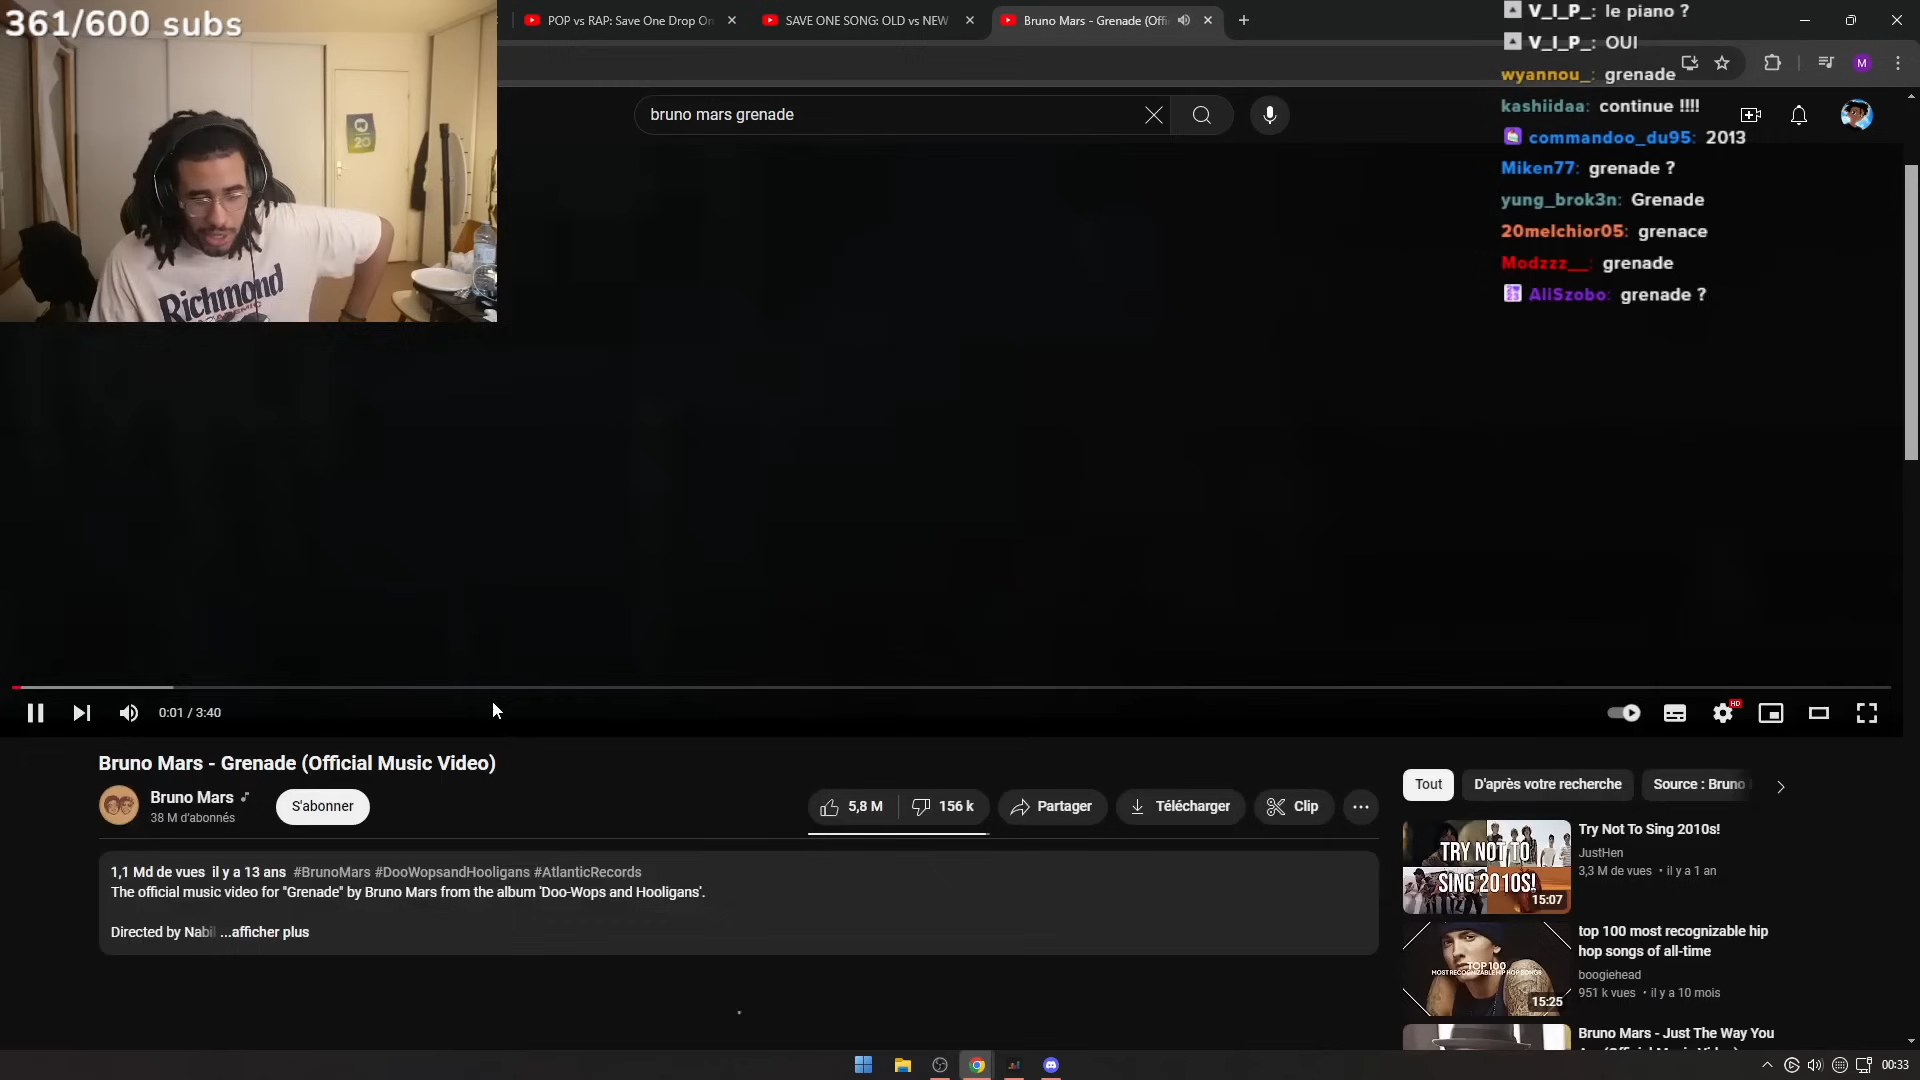 361/600 subs
POP vs RAP: Save One Drop On
SAVE ONE SONG: OLD vs NEW
Bruno Mars - Grenade (Offi
V_I_P_: le piano ?
V_I_P_: OUI
wyannou_: grenade
kashiidaa: continue !!!!
commandoo_du95: 2013
Miken77: grenade ?
yung_brok3n: Grenade
20melchior05: grenace
Modzzz__: grenade
AliSzobo: grenade ?
M
bruno mars grenade
20
Richmond
0:01 / 3:40
HD
Bruno Mars - Grenade (Official Music Video)
Bruno Mars
38 M d'abonnés
S'abonner
5,8 M
156 k
Partager
Télécharger
Clip
1,1 Md de vues il y a 13 ans #BrunoMars #DooWopsandHooligans #AtlanticRecords
The official music video for "Grenade" by Bruno Mars from the album 'Doo-Wops and Hooligans'.
Directed by Nabil ...afficher plus
Tout
D'après votre recherche
Source : Bruno
TRY NOT TO
SING 2010S!
15:07
Try Not To Sing 2010s!
JustHen
3,3 M de vues • il y a 1 an
TOP 100
MOST RECOGNIZABLE HIP HOP SONGS
15:25
top 100 most recognizable hip
hop songs of all-time
boogiehead
951 k vues • il y a 10 mois
Bruno Mars - Just The Way You
00:33